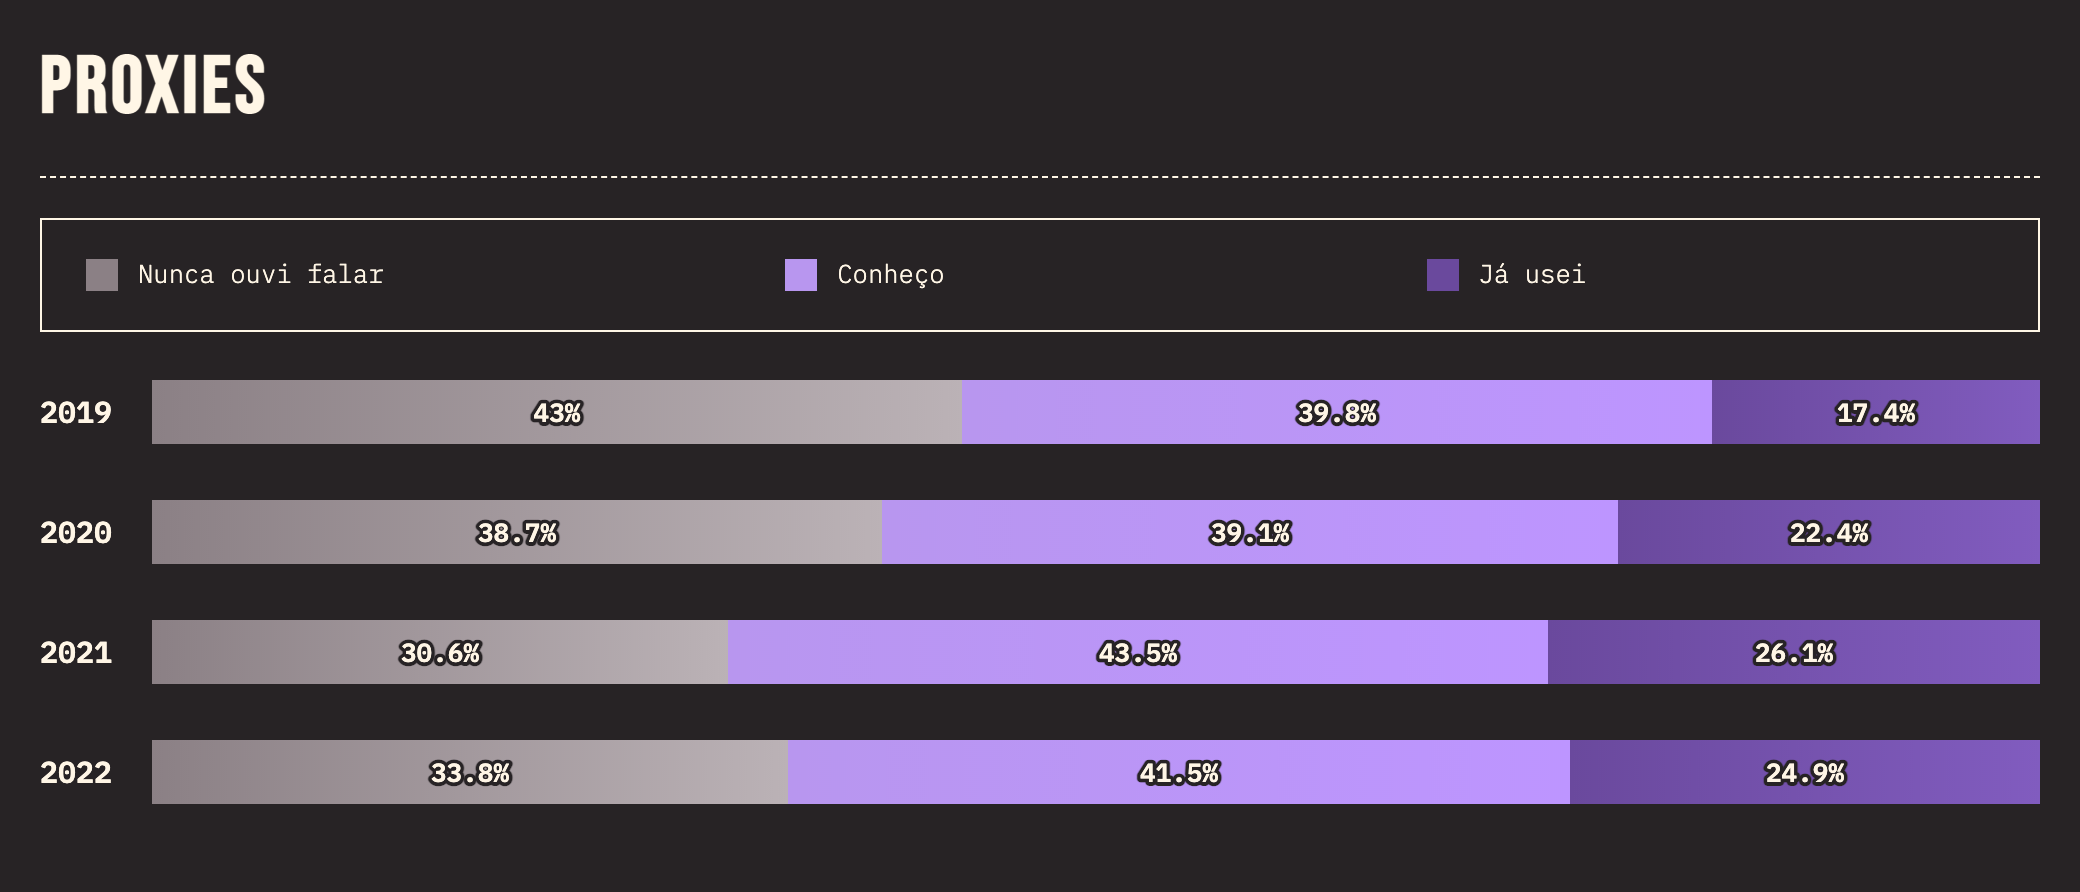 PROXIES
Nunca ouvi falar Conheço Já usei
2019 43% 39.8% 17.4%
2020 38.7% 39.1% 22.4%
2021 30.6% 43.5% 26.1%
2022 33.8% 41.5% 24.9%